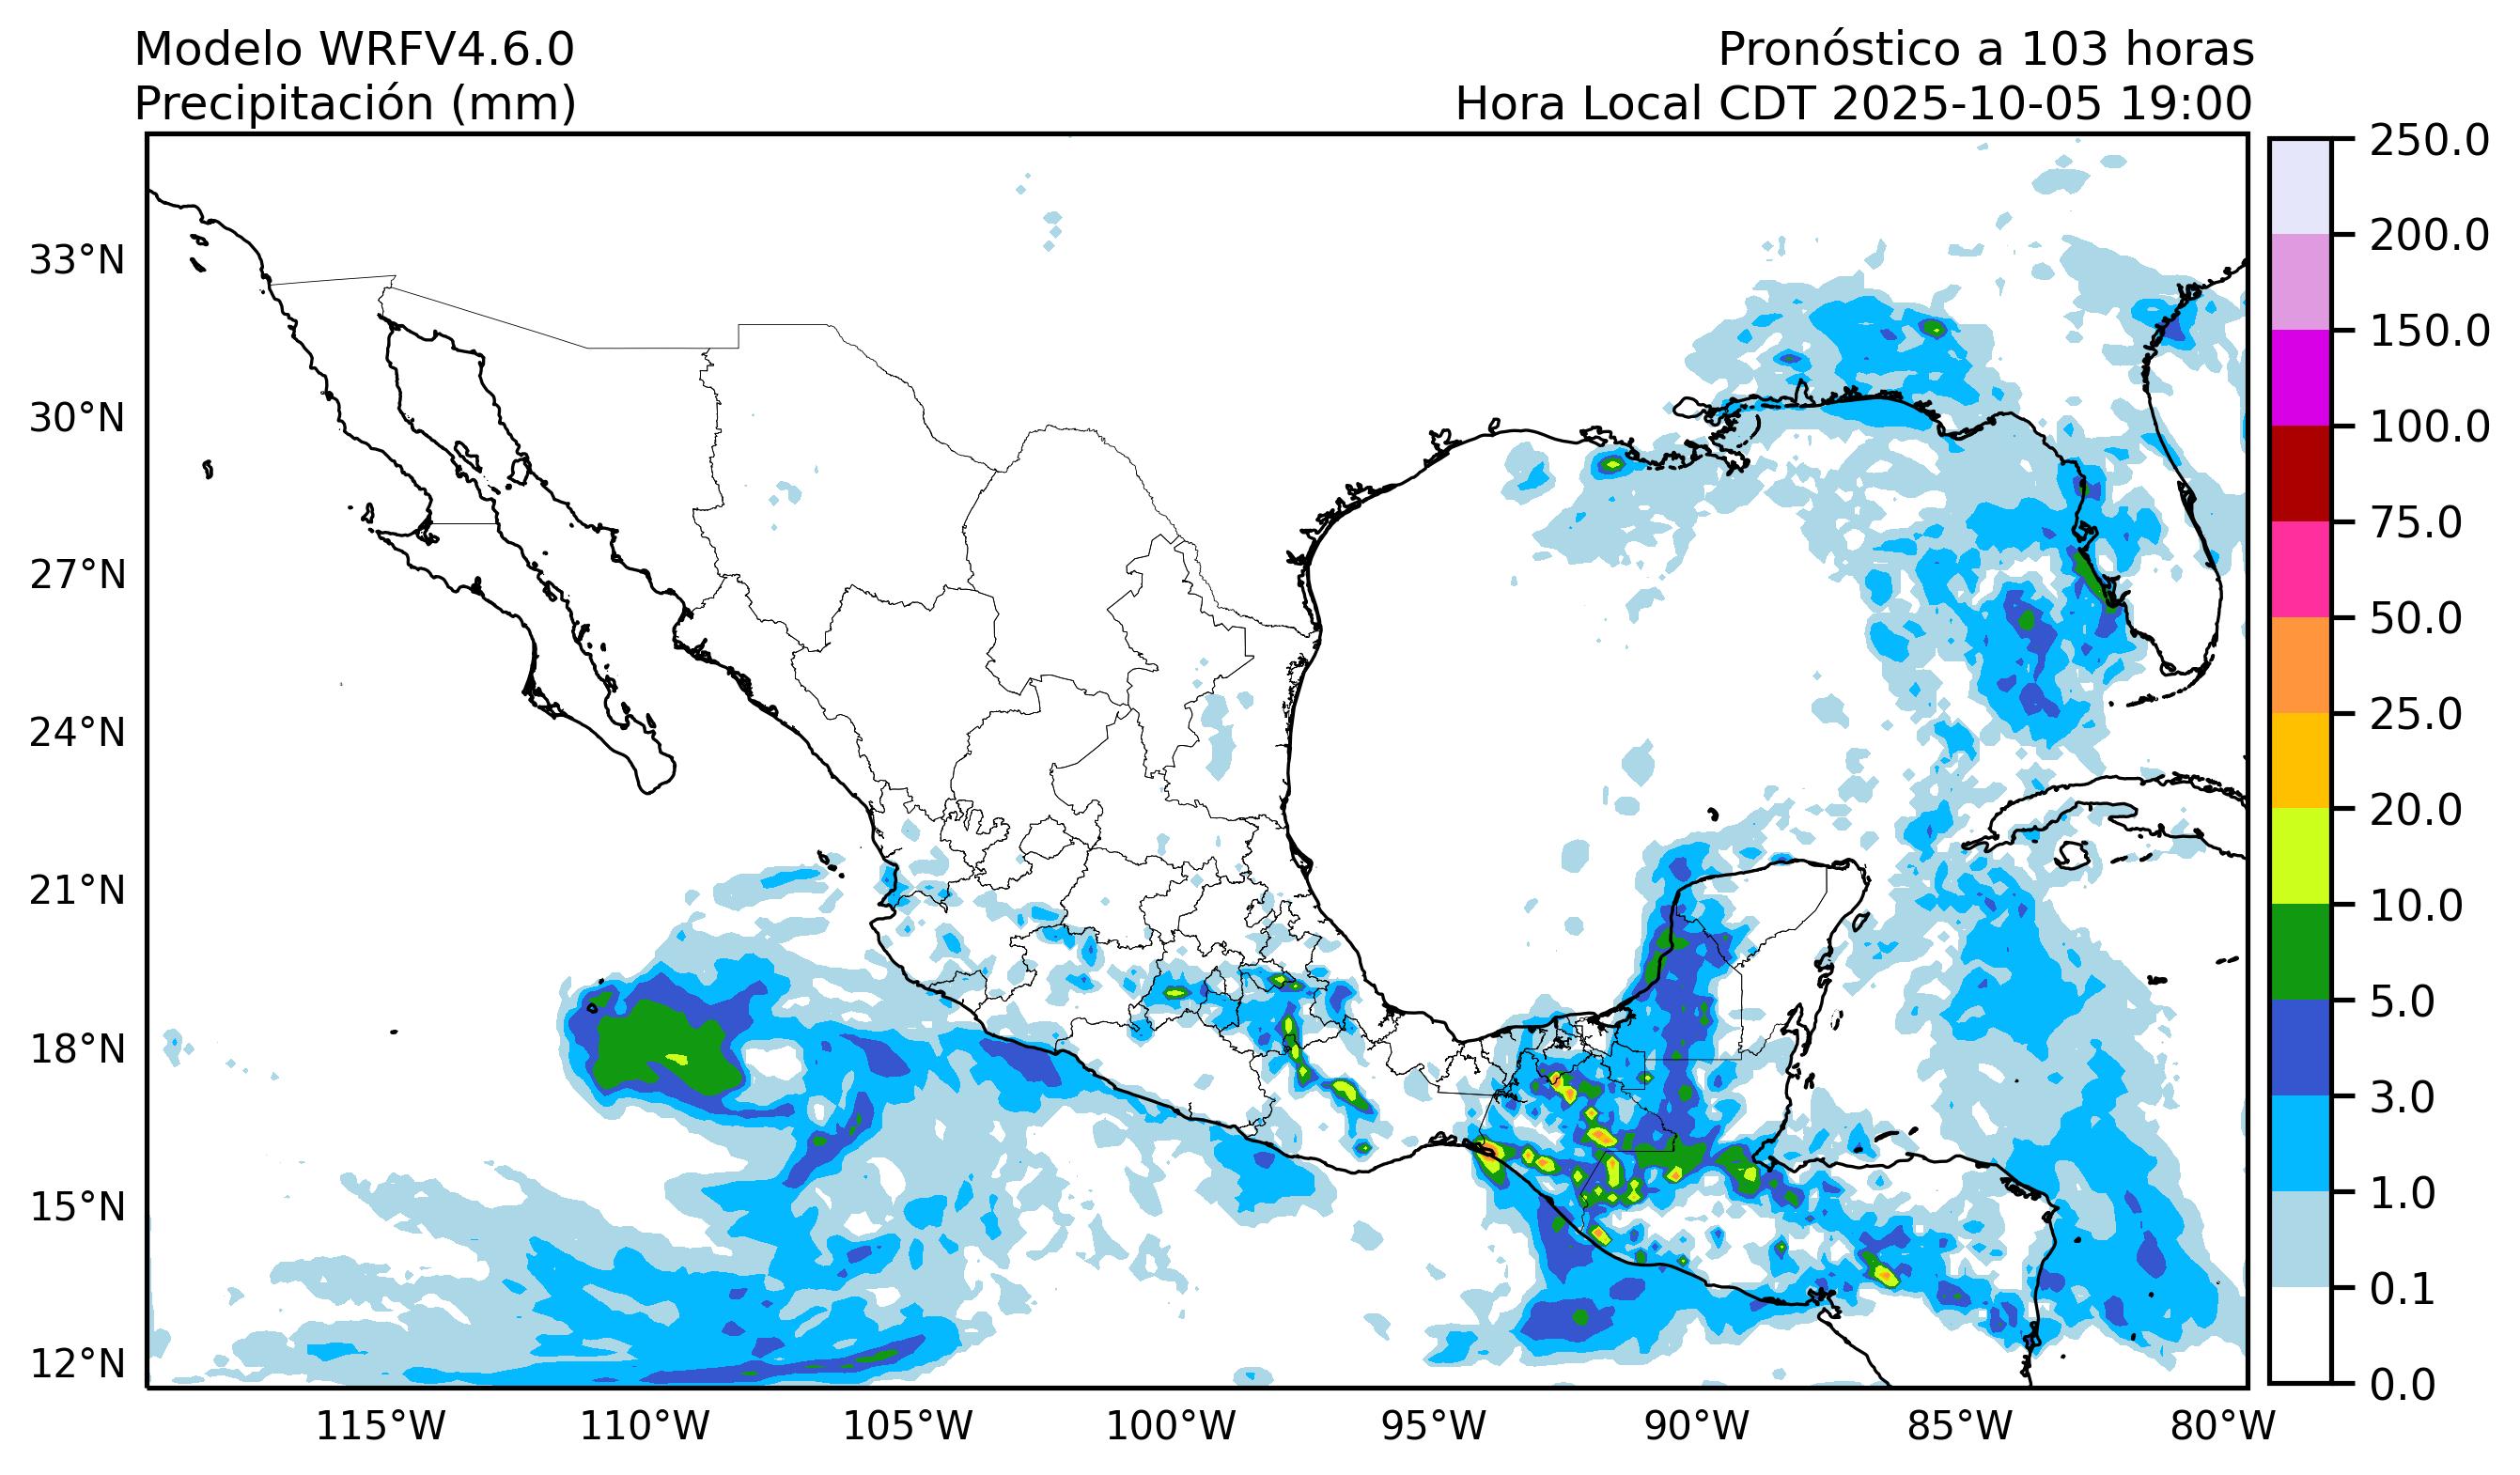 Modelo WRFV4.6.0
Precipitación (mm)
Pronóstico a 103 horas
Hora Local CDT 2025-10-05 19:00
33°N
30°N
27°N
24°N
21°N
18°N
15°N
12°N
115°W
110°W
105°W
100°W
95°W
90°W
85°W
80°W
250.0
200.0
150.0
100.0
75.0
50.0
25.0
20.0
10.0
5.0
3.0
1.0
0.1
0.0